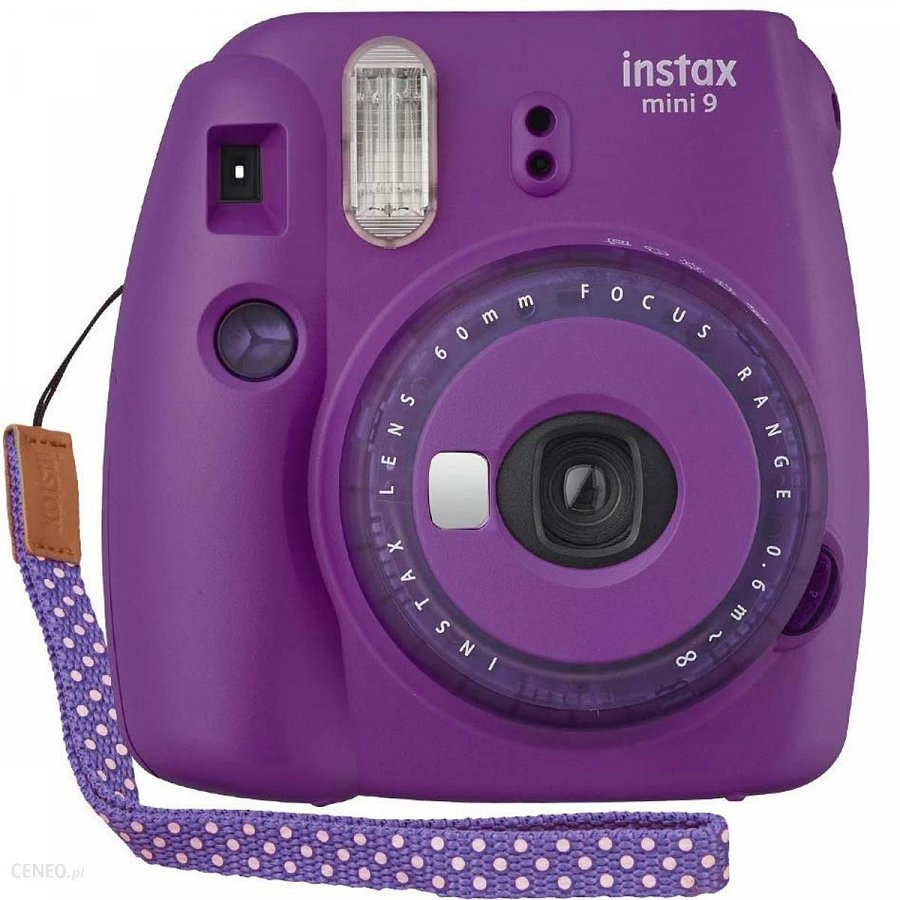 instax
mini 9
INSTAX LENS 60mm FOCUS RANGE 0.6m~∞
instax
CENEO.pl